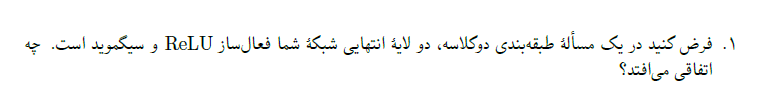 ۱. فرض کنید در یک مسألهٔ طبقه‌بندی دوکلاسه، دو لایهٔ انتهایی شبکهٔ شما فعال‌ساز ReLU و سیگموید است. چه
اتفاقی می‌افتد؟